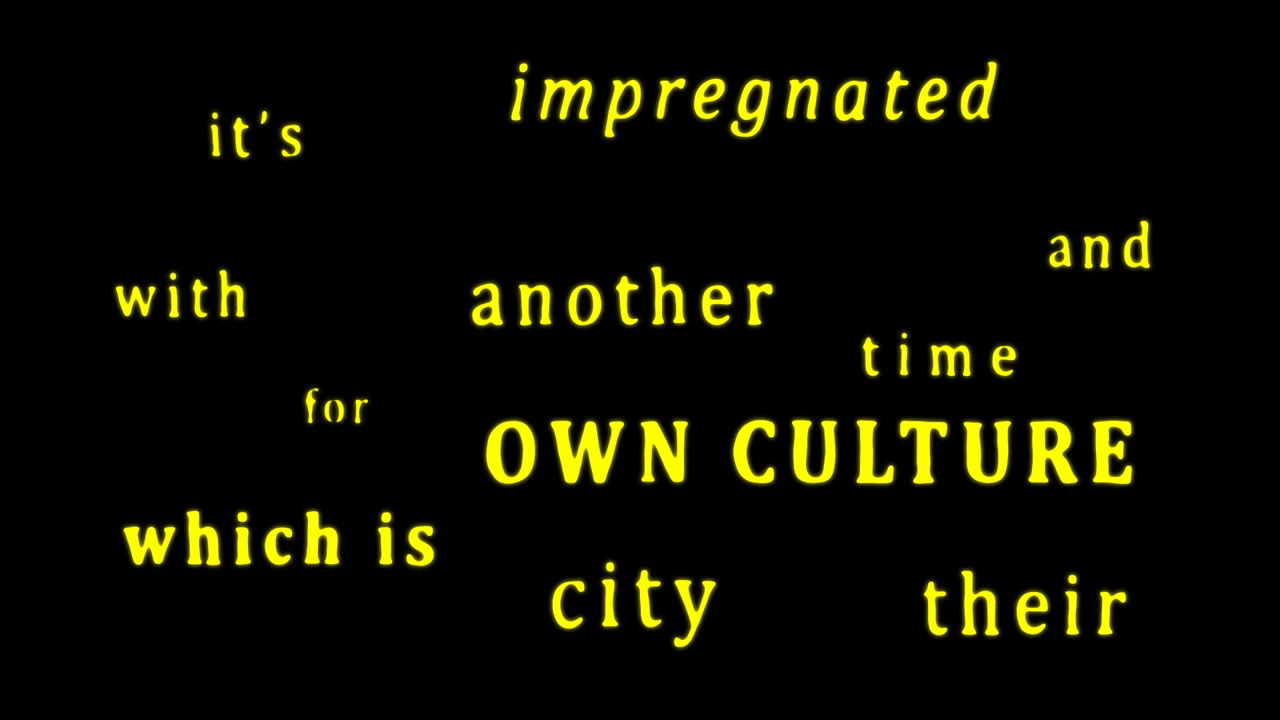 impregnated
it's
and
with
another
time
for
OWN CULTURE
which is
city
their